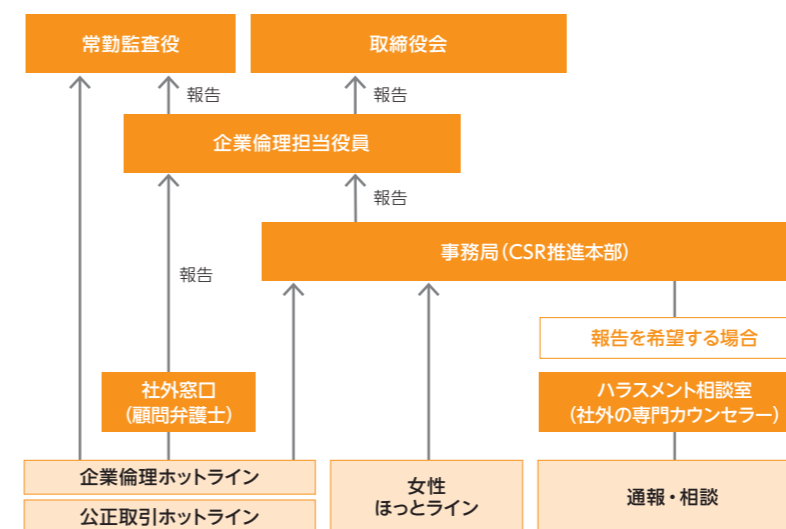 常勤監査役
取締役会
報告
報告
企業倫理担当役員
報告
事務局(CSR推進本部)
報告
報告を希望する場合
社外窓口
(顧問弁護士)
ハラスメント相談室
(社外の専門カウンセラー)
企業倫理ホットライン
公正取引ホットライン
女性
ほっとライン
通報・相談